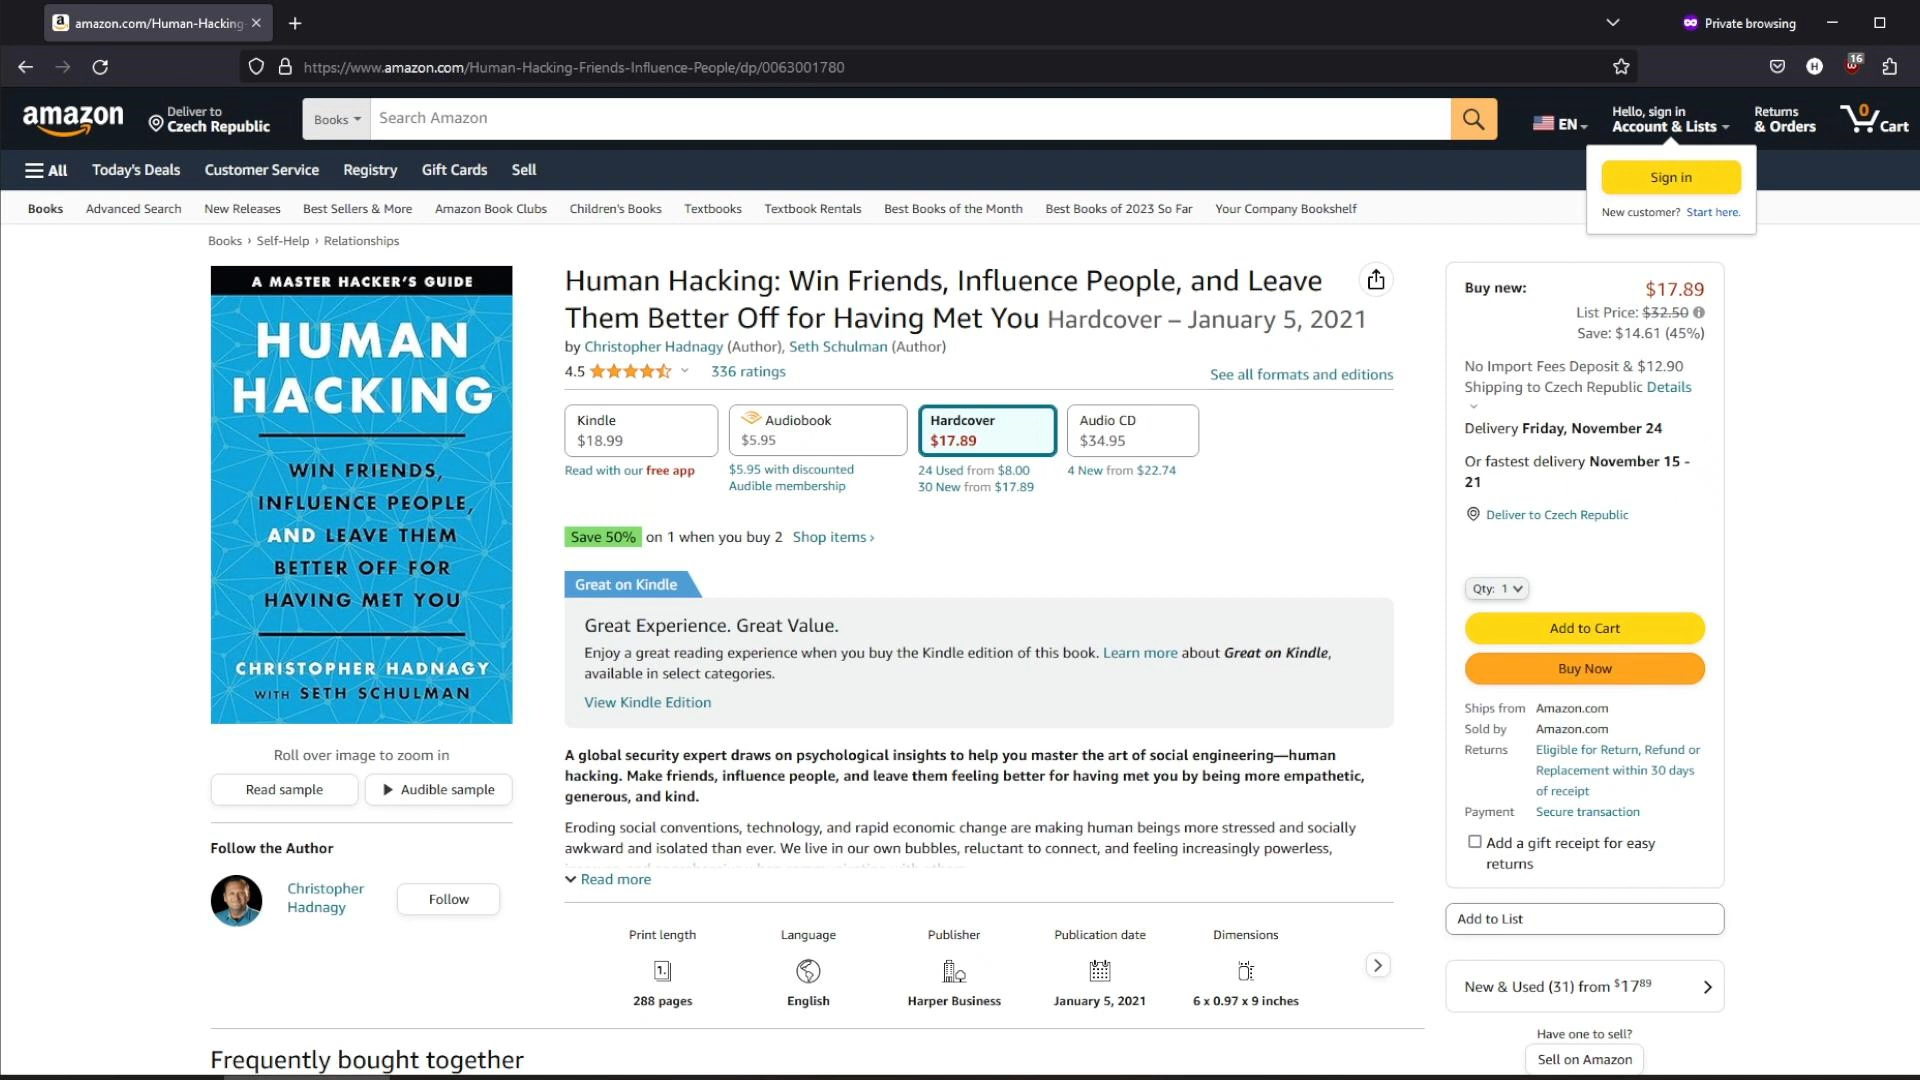 amazon.com/Human-Hacking-
Private browsing
https://www.amazon.com/Human-Hacking-Friends-Influence-People/dp/0063001780
H
16
amazon
Deliver to
Czech Republic
Books
Search Amazon
EN
Hello, sign in
Account & Lists
Returns
& Orders
0
Cart
All
Today's Deals
Customer Service
Registry
Gift Cards
Sell
Sign in
New customer? Start here.
Books
Advanced Search
New Releases
Best Sellers & More
Amazon Book Clubs
Children's Books
Textbooks
Textbook Rentals
Best Books of the Month
Best Books of 2023 So Far
Your Company Bookshelf
Books › Self-Help › Relationships
A MASTER HACKER'S GUIDE
HUMAN
HACKING
WIN FRIENDS,
INFLUENCE PEOPLE,
AND LEAVE THEM
BETTER OFF FOR
HAVING MET YOU
CHRISTOPHER HADNAGY
WITH SETH SCHULMAN
Roll over image to zoom in
Read sample
Audible sample
Follow the Author
Christopher
Hadnagy
Follow
Human Hacking: Win Friends, Influence People, and Leave
Them Better Off for Having Met You Hardcover – January 5, 2021
by Christopher Hadnagy (Author), Seth Schulman (Author)
4.5
336 ratings
See all formats and editions
Kindle
$18.99
Read with our free app
Audiobook
$5.95
$5.95 with discounted
Audible membership
Hardcover
$17.89
24 Used from $8.00
30 New from $17.89
Audio CD
$34.95
4 New from $22.74
Save 50% on 1 when you buy 2 Shop items ›
Great on Kindle
Great Experience. Great Value.
Enjoy a great reading experience when you buy the Kindle edition of this book. Learn more about Great on Kindle,
available in select categories.
View Kindle Edition
A global security expert draws on psychological insights to help you master the art of social engineering—human
hacking. Make friends, influence people, and leave them feeling better for having met you by being more empathetic,
generous, and kind.
Eroding social conventions, technology, and rapid economic change are making human beings more stressed and socially
awkward and isolated than ever. We live in our own bubbles, reluctant to connect, and feeling increasingly powerless,
Read more
Print length
1.
288 pages
Language
English
Publisher
Harper Business
Publication date
January 5, 2021
Dimensions
6 x 0.97 x 9 inches
Frequently bought together
Buy new:
$17.89
List Price: $32.50
Save: $14.61 (45%)
No Import Fees Deposit & $12.90
Shipping to Czech Republic Details
Delivery Friday, November 24
Or fastest delivery November 15 -
21
Deliver to Czech Republic
Qty: 1
Add to Cart
Buy Now
Ships from Amazon.com
Sold by Amazon.com
Returns Eligible for Return, Refund or
Replacement within 30 days
of receipt
Payment Secure transaction
Add a gift receipt for easy
returns
Add to List
New & Used (31) from $17⁸⁹
Have one to sell?
Sell on Amazon